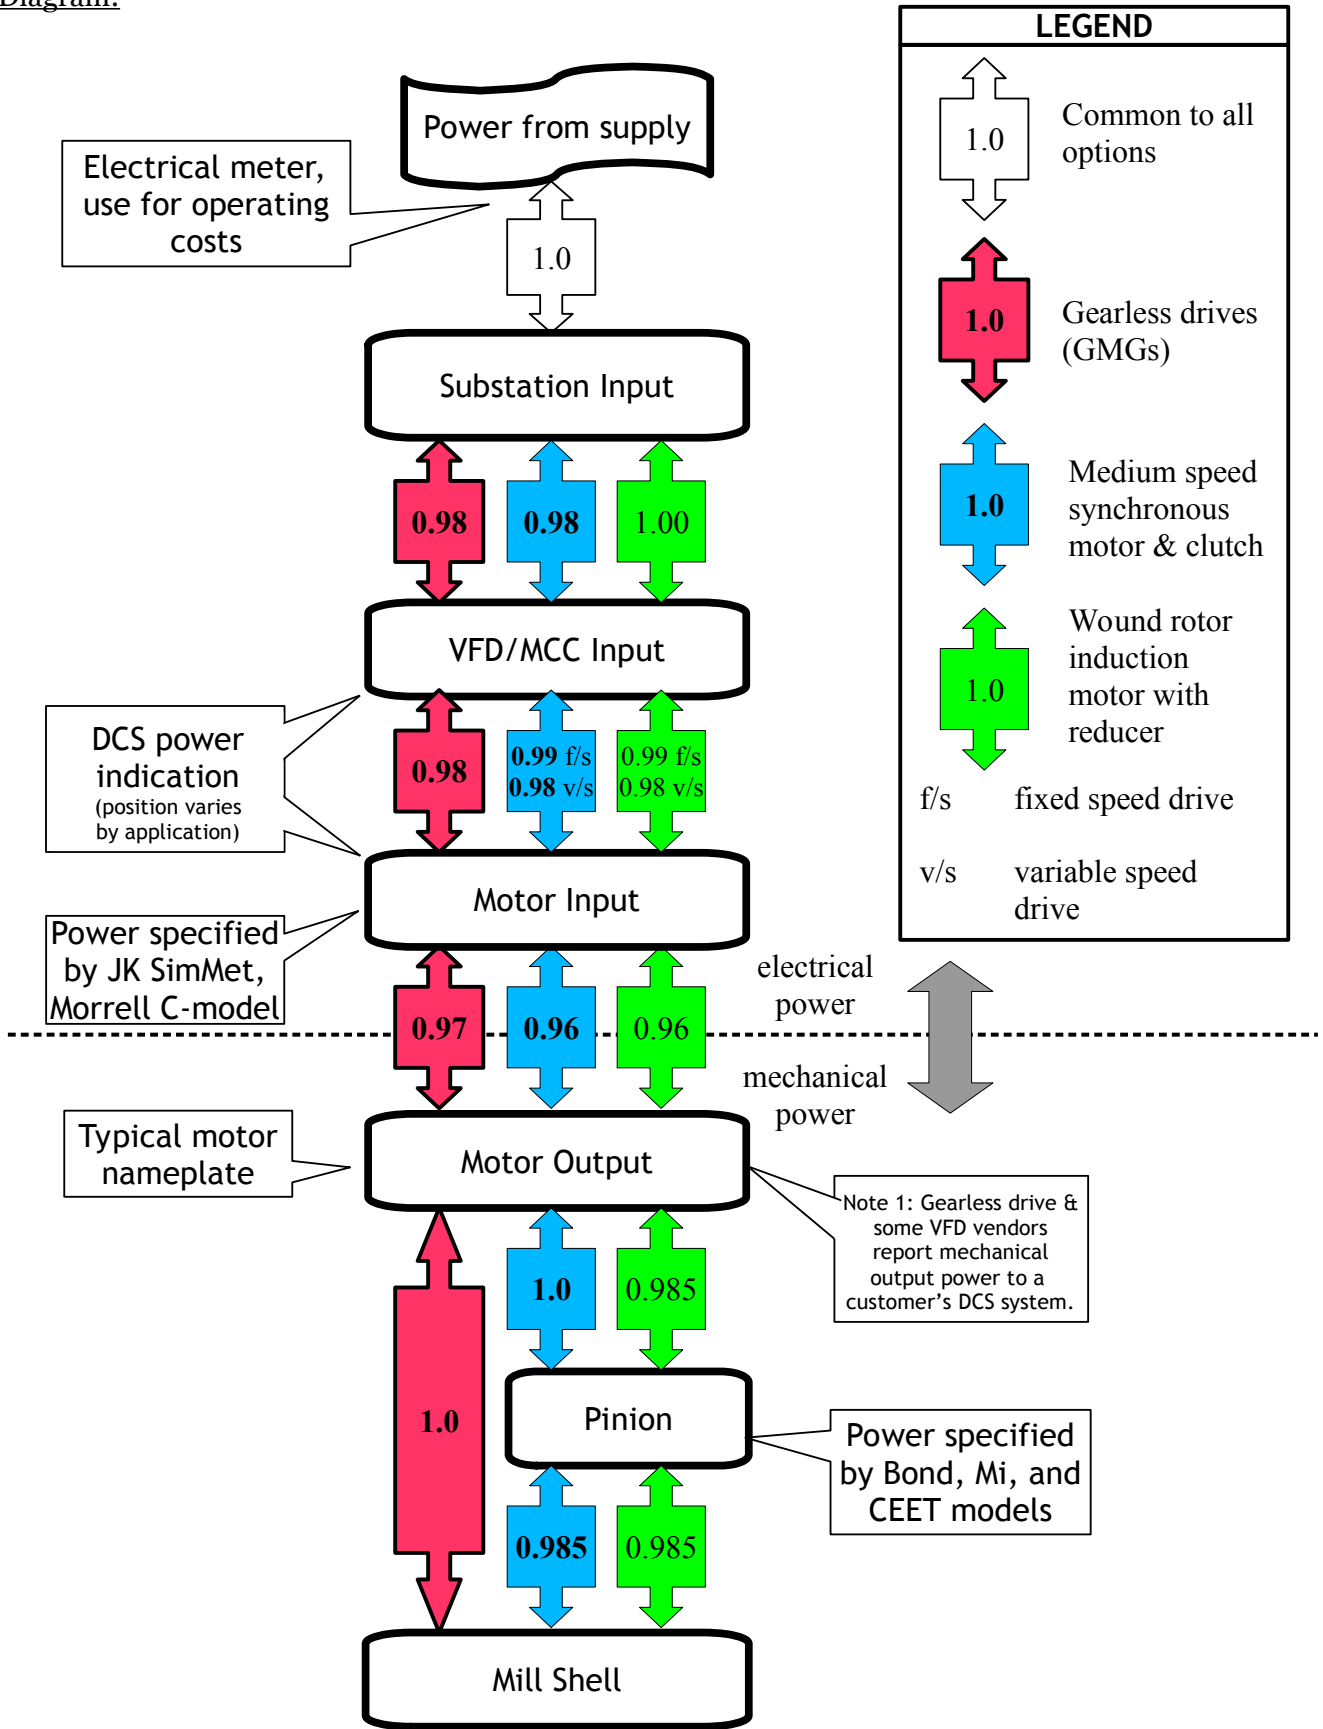 Diagram:
LEGEND
1.0
Common to all
options
1.0
Gearless drives
(GMGs)
1.0
Medium speed
synchronous
motor & clutch
1.0
Wound rotor
induction
motor with
reducer
f/s fixed speed drive
v/s variable speed
drive
Power from supply
Electrical meter,
use for operating
costs
1.0
Substation Input
0.98 0.98 1.00
VFD/MCC Input
DCS power
indication
(position varies
by application)
0.98
0.99 f/s
0.98 v/s
0.99 f/s
0.98 v/s
Motor Input
Power specified
by JK SimMet,
Morrell C-model
0.97 0.96 0.96
electrical
power
mechanical
power
Typical motor
nameplate
Motor Output
Note 1: Gearless drive &
some VFD vendors
report mechanical
output power to a
customer’s DCS system.
1.0 0.985
1.0
Pinion
Power specified
by Bond, Mi, and
CEET models
0.985 0.985
Mill Shell